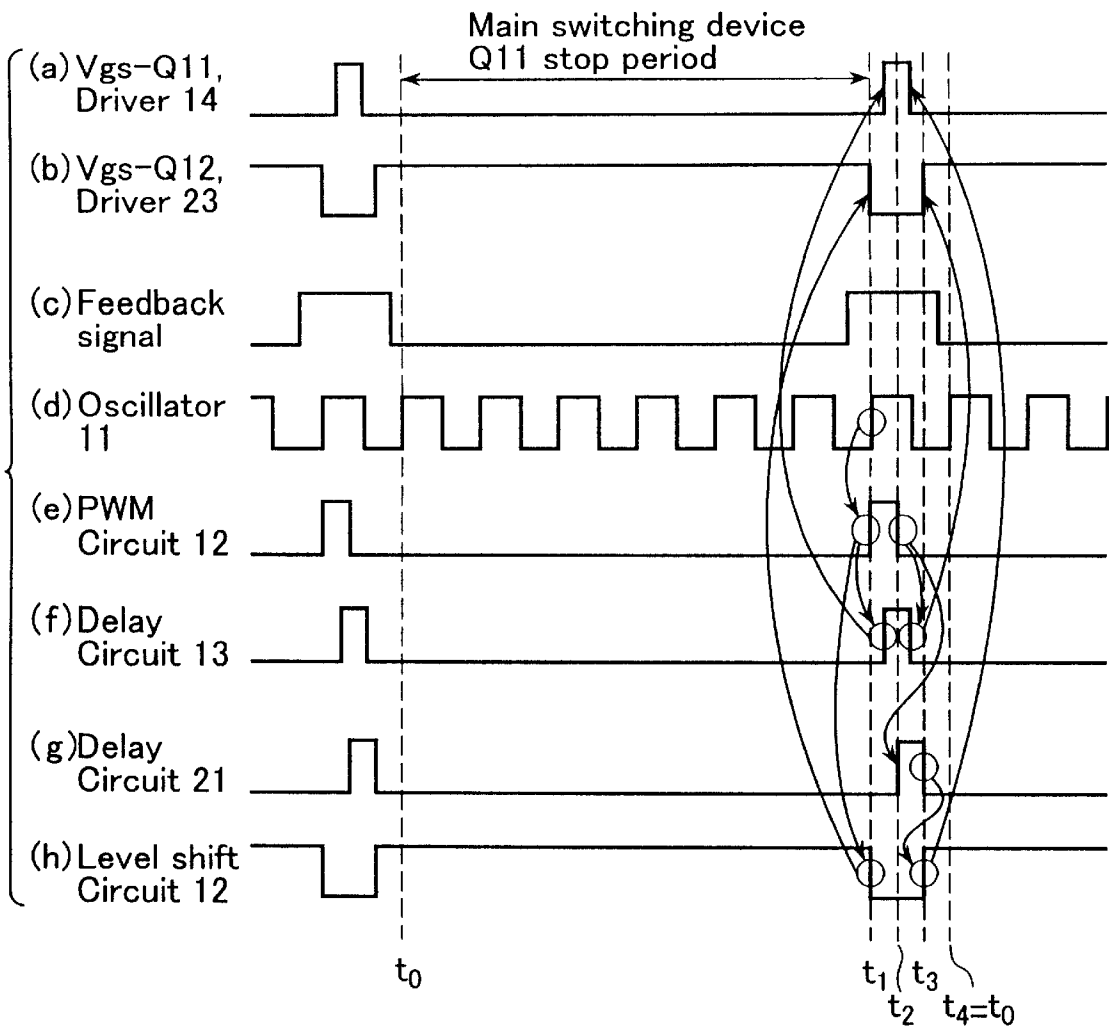 Main switching device
Q11 stop period
(a) Vgs-Q11,
Driver 14
(b) Vgs-Q12,
Driver 23
(c) Feedback
signal
(d) Oscillator
11
(e) PWM
Circuit 12
(f) Delay
Circuit 13
(g) Delay
Circuit 21
(h) Level shift
Circuit 12
t0
t1
t2
t3
t4=t0